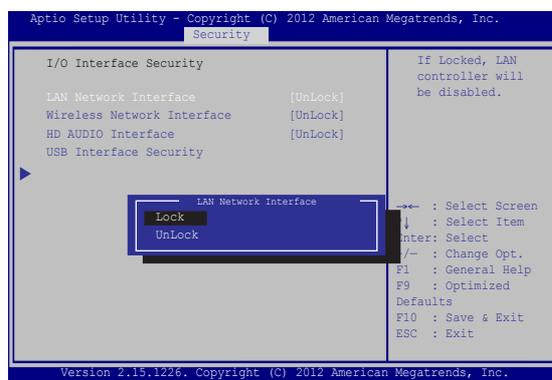 Aptio Setup Utility - Copyright (C) 2012 American Megatrends, Inc.
Security
I/O Interface Security
LAN Network Interface [UnLock]
Wireless Network Interface [UnLock]
HD AUDIO Interface [UnLock]
USB Interface Security
If Locked, LAN
controller will
be disabled.
LAN Network Interface
Lock
UnLock
→← : Select Screen
↓ : Select Item
Enter: Select
/— : Change Opt.
F1 : General Help
F9 : Optimized
Defaults
F10 : Save & Exit
ESC : Exit
Version 2.15.1226. Copyright (C) 2012 American Megatrends, Inc.